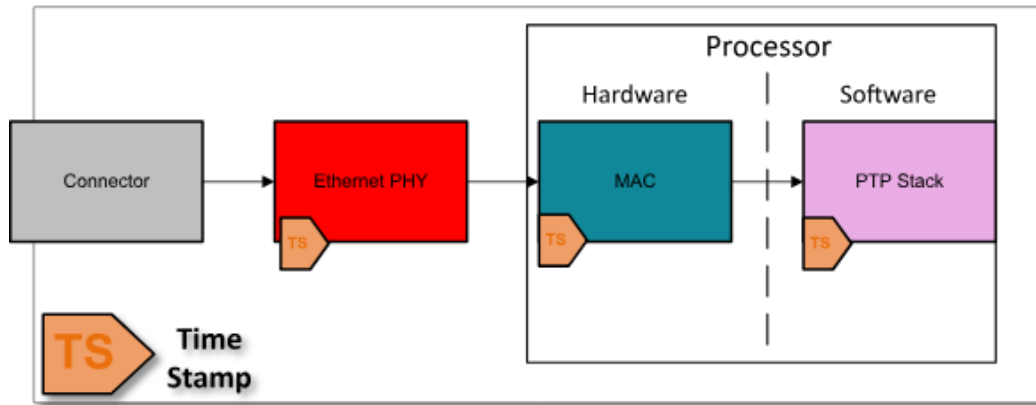 Processor
Hardware
Software
Connector
Ethernet PHY
MAC
PTP Stack
TS
TS
TS
TS
Time
Stamp